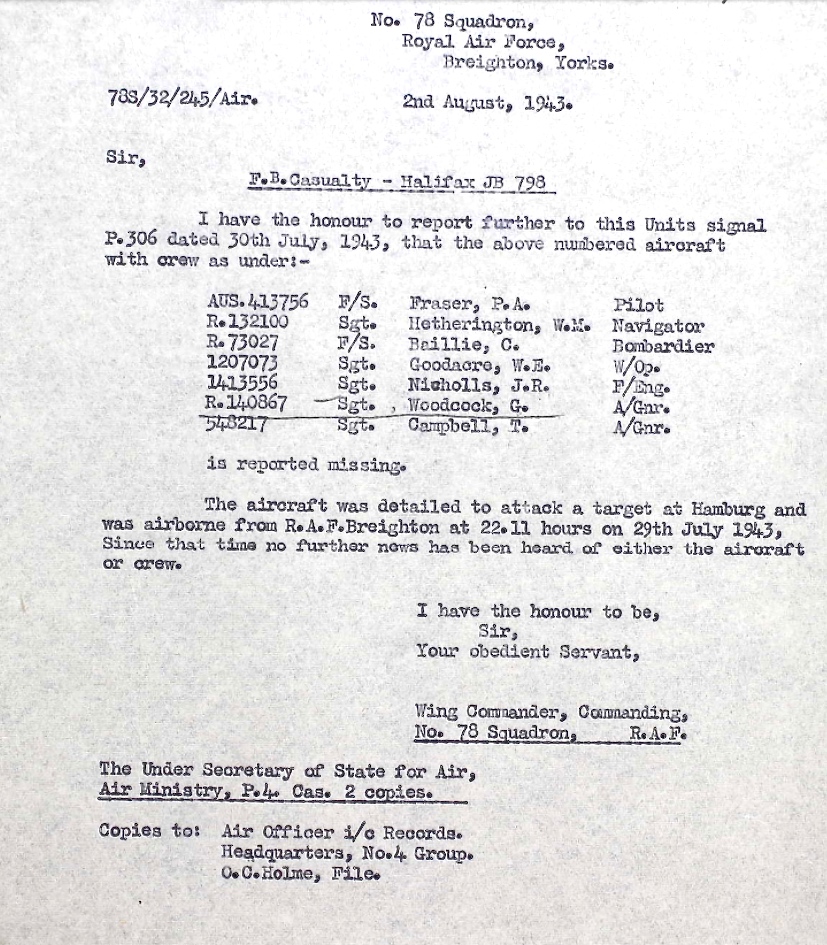 No. 78 Squadron,
Royal Air Force,
Breighton, Yorks.
78S/32/245/Air.
2nd August, 1943.
Sir,
F.B.Casualty - Halifax JB 798
I have the honour to report further to this Units signal
P.306 dated 30th July, 1943, that the above numbered aircraft
with crew as under:-
AUS.413756 F/S. Fraser, P.A. Pilot
R.132100 Sgt. Hetherington, W.M. Navigator
R.73027 F/S. Baillie, C. Bombardier
1207073 Sgt. Goodacre, W.E. W/Op.
1413556 Sgt. Nicholls, J.R. F/Eng.
R.140867 Sgt. , Woodcock, G. A/Gnr.
548217 Sgt. Campbell, T. A/Gnr.
is reported missing.
The aircraft was detailed to attack a target at Hamburg and
was airborne from R.A.F.Breighton at 22.11 hours on 29th July 1943,
Since that time no further news has been heard of either the aircraft
or crew.
I have the honour to be,
Sir,
Your obedient Servant,
Wing Commander, Commanding,
No. 78 Squadron, R.A.F.
The Under Secretary of State for Air,
Air Ministry, P.4. Cas. 2 copies.
Copies to: Air Officer i/c Records.
Headquarters, No.4 Group.
O.C.Holme, File.